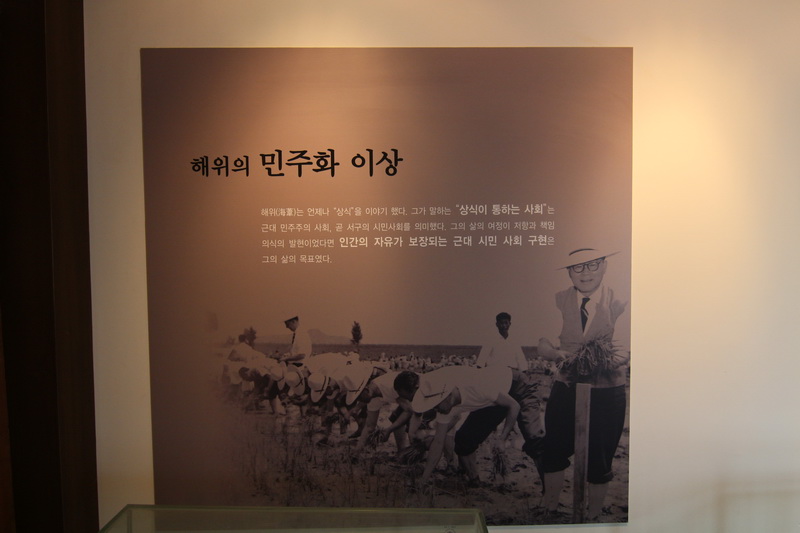 해위의 민주화 이상
해위(海葦)는 언제나 "상식"을 이야기 했다. 그가 말하는 "상식이 통하는 사회"는
근대 민주주의 사회, 곧 서구의 시민사회를 의미했다. 그의 삶의 여정이 저항과 책임
의식의 발현이었다면 인간의 자유가 보장되는 근대 시민 사회 구현은
그의 삶의 목표였다.